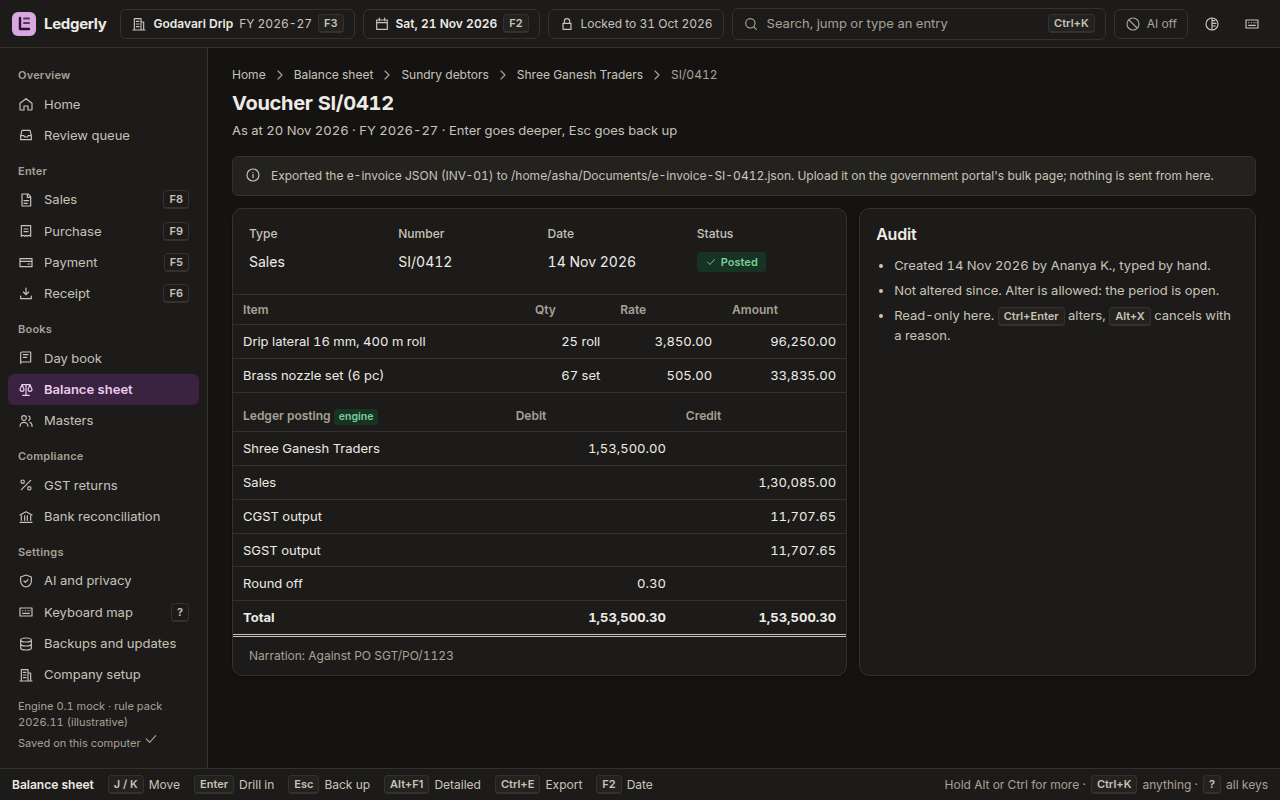 Ledgerly
Godavari Drip FY 2026-27 F3
Sat, 21 Nov 2026 F2
Locked to 31 Oct 2026
Search, jump or type an entry Ctrl+K
AI off
Overview
Home
Review queue
Enter
Sales F8
Purchase F9
Payment F5
Receipt F6
Books
Day book
Balance sheet
Masters
Compliance
GST returns
Bank reconciliation
Settings
AI and privacy
Keyboard map ?
Backups and updates
Company setup
Engine 0.1 mock · rule pack
2026.11 (illustrative)
Saved on this computer
Home > Balance sheet > Sundry debtors > Shree Ganesh Traders > SI/0412
Voucher SI/0412
As at 20 Nov 2026 · FY 2026-27 · Enter goes deeper, Esc goes back up
Exported the e-invoice JSON (INV-01) to /home/asha/Documents/e-invoice-SI-0412.json. Upload it on the government portal's bulk page; nothing is sent from here.
Type Number Date Status
Sales SI/0412 14 Nov 2026 Posted
Item Qty Rate Amount
Drip lateral 16 mm, 400 m roll 25 roll 3,850.00 96,250.00
Brass nozzle set (6 pc) 67 set 505.00 33,835.00
Ledger posting engine Debit Credit
Shree Ganesh Traders 1,53,500.00
Sales 1,30,085.00
CGST output 11,707.65
SGST output 11,707.65
Round off 0.30
Total 1,53,500.30 1,53,500.30
Narration: Against PO SGT/PO/1123
Audit
• Created 14 Nov 2026 by Ananya K., typed by hand.
• Not altered since. Alter is allowed: the period is open.
• Read-only here. Ctrl+Enter alters, Alt+X cancels with
a reason.
Balance sheet J / K Move Enter Drill in Esc Back up Alt+F1 Detailed Ctrl+E Export F2 Date
Hold Alt or Ctrl for more · Ctrl+K anything · ? all keys